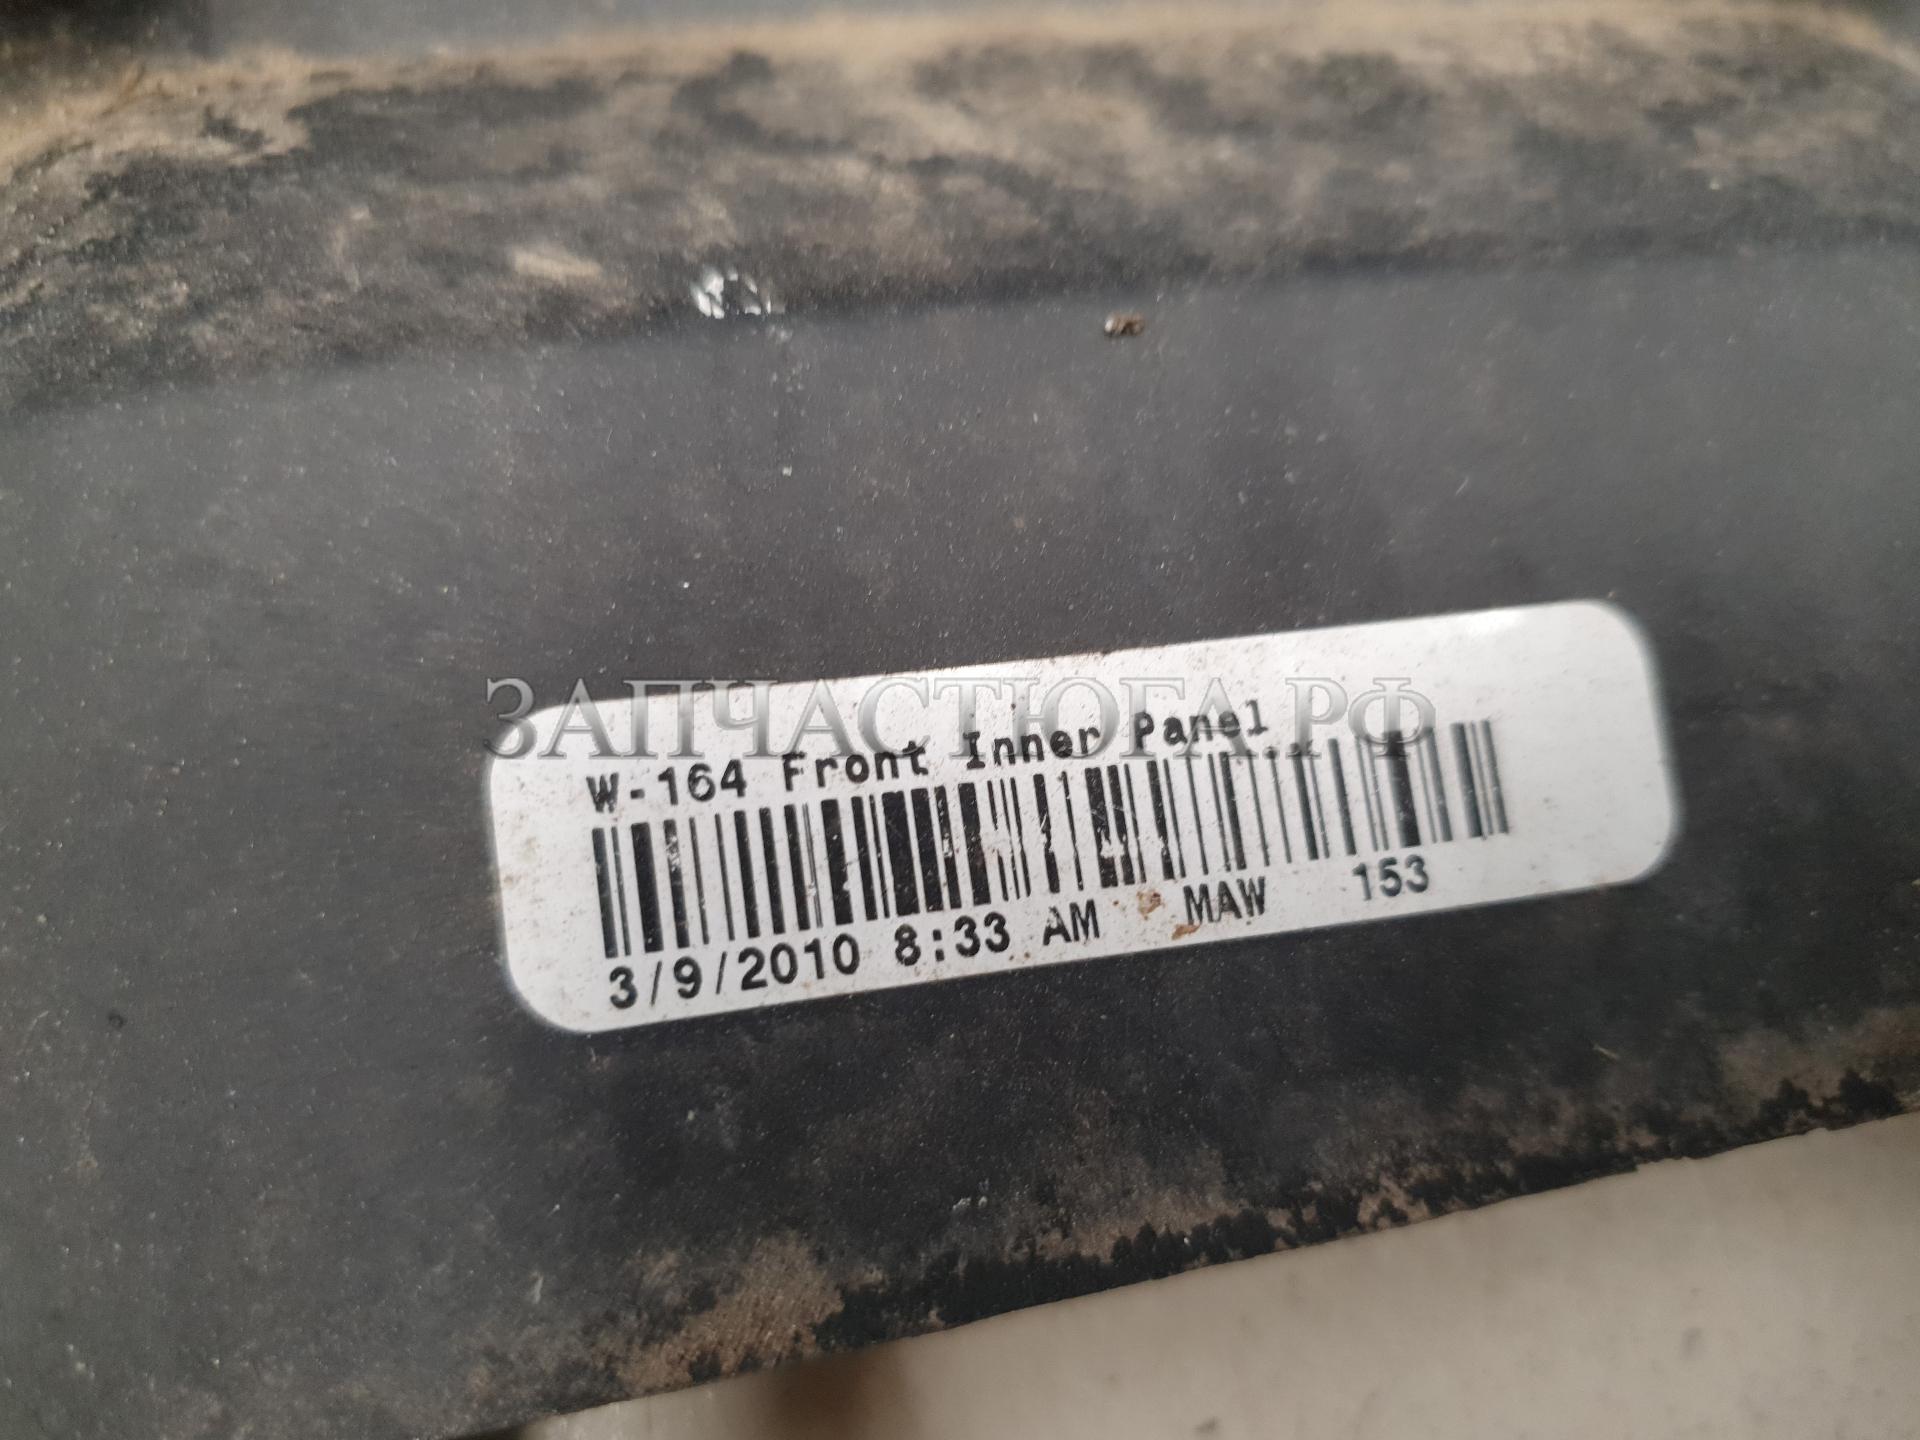 ЗАПЧАСТЮГА.РФ
W-164 Front Inner Panel
3/9/2010 8:33 AM MAW 153